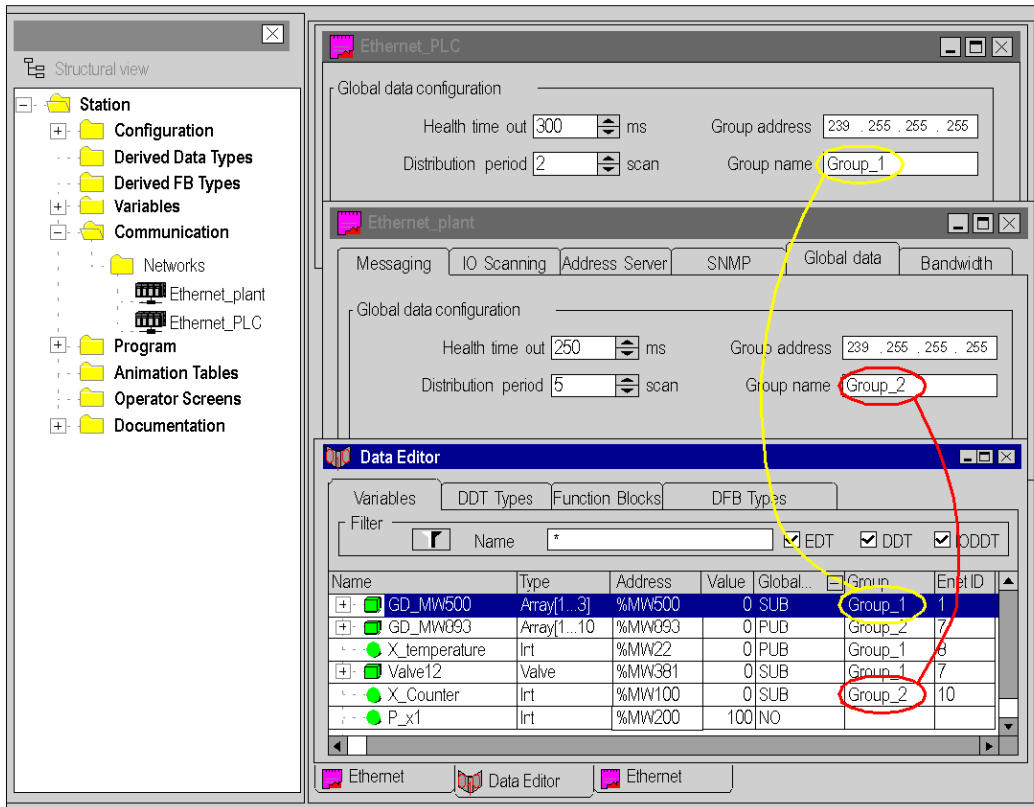 Structural view
Station
Configuration
Derived Data Types
Derived FB Types
Variables
Communication
Networks
Ethernet_plant
Ethernet_PLC
Program
Animation Tables
Operator Screens
Documentation
Ethernet_PLC
Global data configuration
Health time out 300 ms Group address 239 . 255 . 255 . 255
Distribution period 2 scan Group name Group_1
Ethernet_plant
Messaging IO Scanning Address Server SNMP Global data Bandwidth
Global data configuration
Health time out 250 ms Group address 239 . 255 . 255 . 255
Distribution period 5 scan Group name Group_2
Data Editor
Variables DDT Types Function Blocks DFB Types
Filter
Name * EDT DDT IODDT
Name Type Address Value Global... Group Enet ID
GD_MW500 Array[1...3] %MW500 0 SUB Group_1 1
GD_MW093 Array[1...10 %MW093 0 PUB Group_2 7
X_temperature Int %MW22 0 PUB Group_1 8
Valve12 Valve %MW381 0 SUB Group_1 7
X_Counter Int %MW100 0 SUB Group_2 10
P_x1 Int %MW200 100 NO
Ethernet Data Editor Ethernet